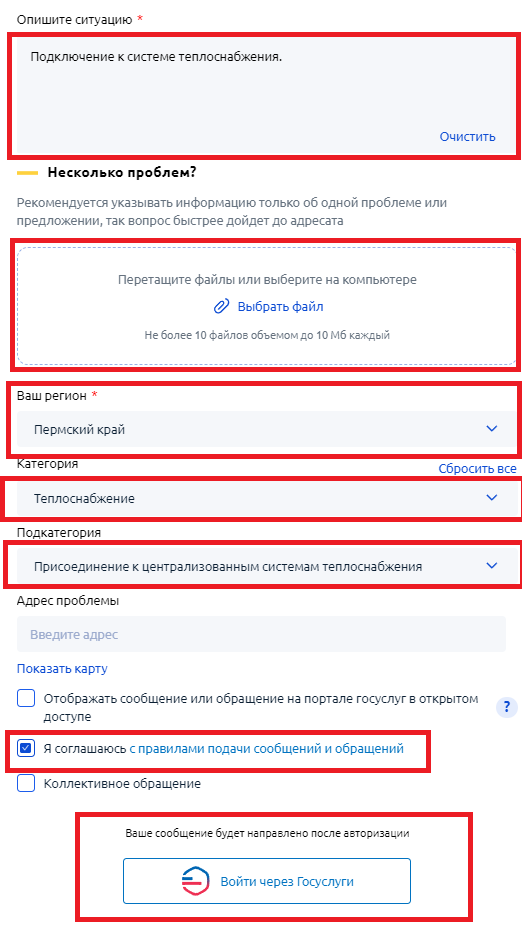 Опишите ситуацию *
Подключение к системе теплоснабжения.
Очистить
Несколько проблем?
Рекомендуется указывать информацию только об одной проблеме или
предложении, так вопрос быстрее дойдет до адресата
Перетащите файлы или выберите на компьютере
Выбрать файл
Не более 10 файлов объемом до 10 Мб каждый
Ваш регион *
Пермский край
Категория
Сбросить все
Теплоснабжение
Подкатегория
Присоединение к централизованным системам теплоснабжения
Адрес проблемы
Введите адрес
Показать карту
Отображать сообщение или обращение на портале госуслуг в открытом
доступе
?
Я соглашаюсь с правилами подачи сообщений и обращений
Коллективное обращение
Ваше сообщение будет направлено после авторизации
Войти через Госуслуги